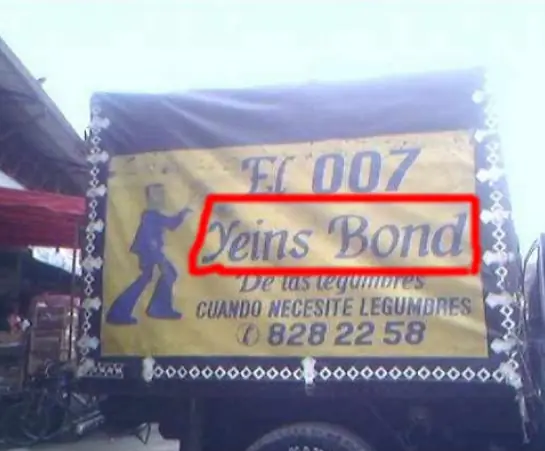 El 007
Yeins Bond
De las legumbres
CUANDO NECESITE LEGUMBRES
✆ 828 22 58